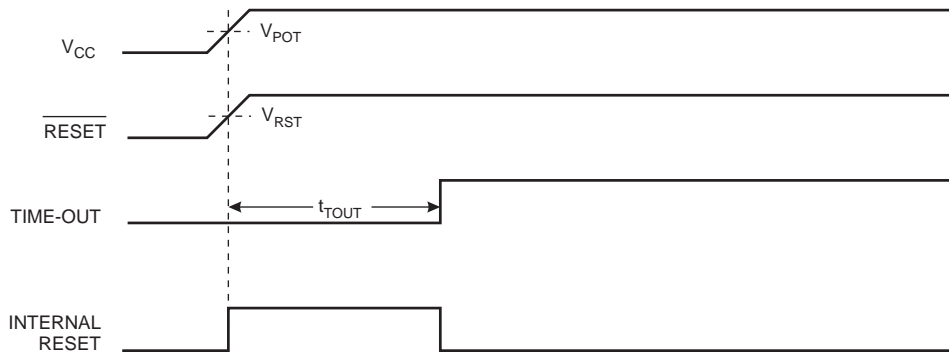 V_CC
V_POT
RESET
V_RST
TIME-OUT
t_TOUT
INTERNAL
RESET